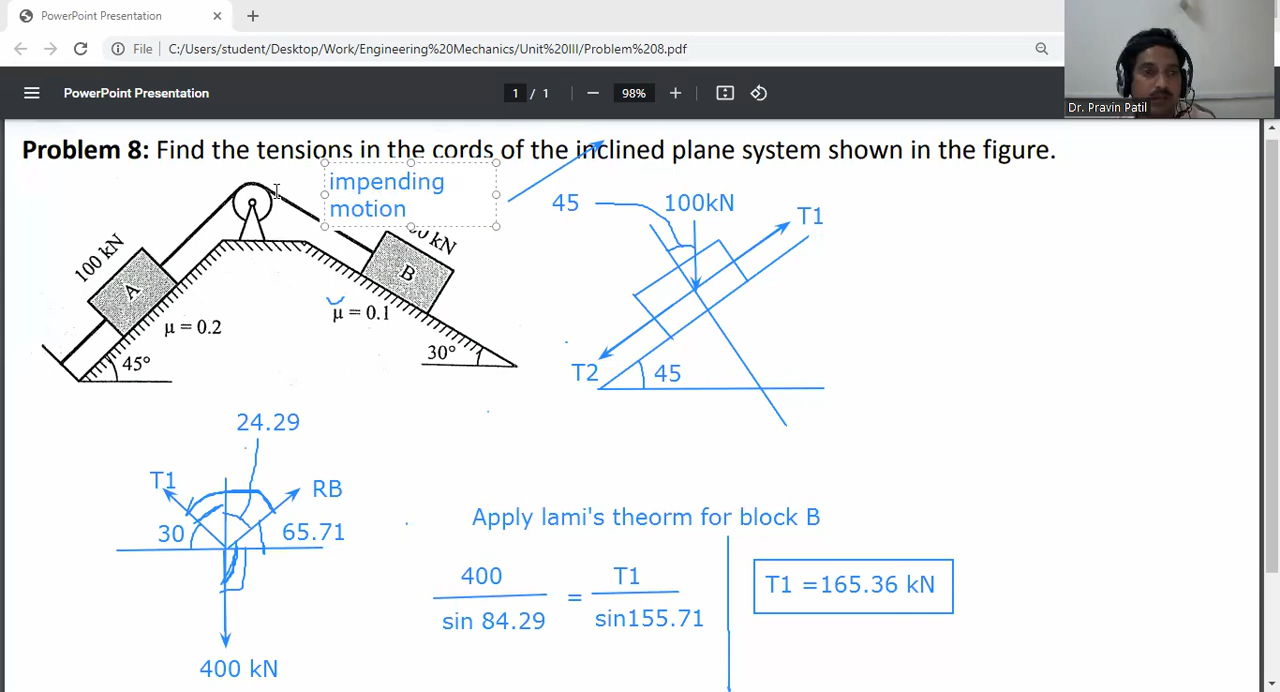 PowerPoint Presentation
File
C:/Users/student/Desktop/Work/Engineering%20Mechanics/Unit%20III/Problem%208.pdf
PowerPoint Presentation
1 / 1
98%
Dr. Pravin Patil
Problem 8: Find the tensions in the cords of the inclined plane system shown in the figure.
impending
motion
100 kN
A
μ = 0.2
45°
kN
B
μ = 0.1
30°
45
100kN
T1
T2
45
24.29
T1
RB
30
65.71
400 kN
Apply lami's theorm for block B
400
sin 84.29
=
T1
sin155.71
T1 =165.36 kN